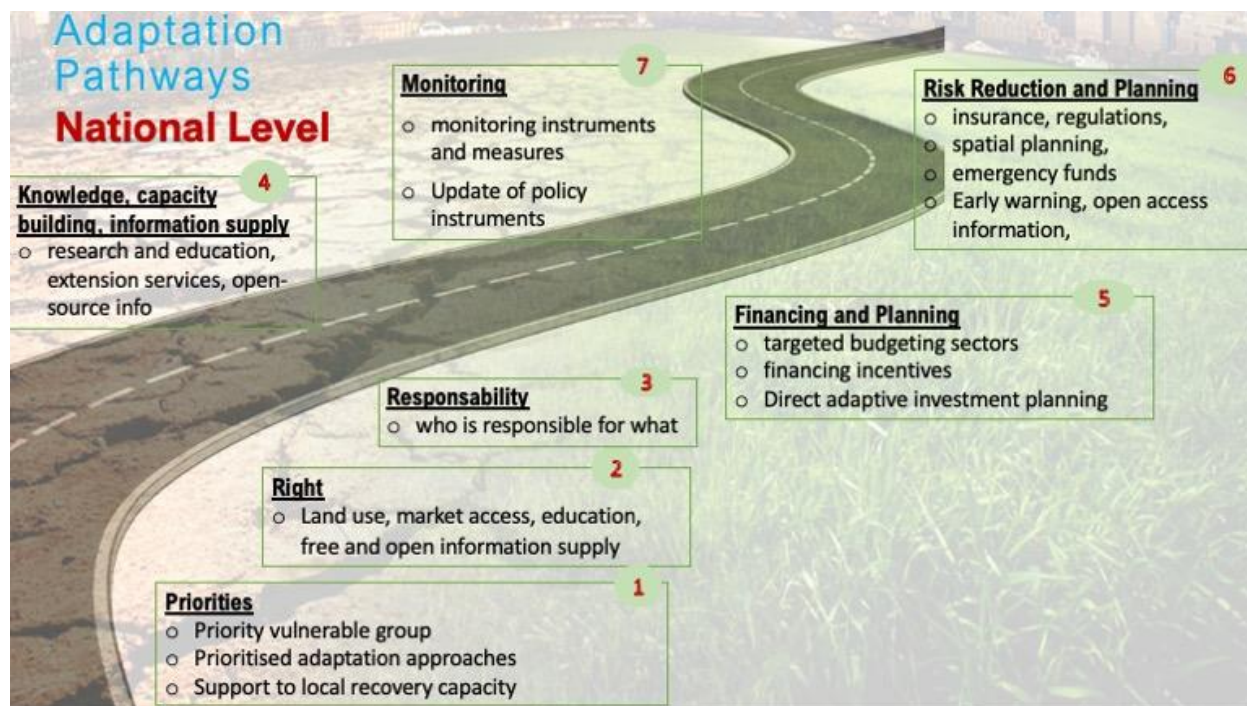 Adaptation
Pathways
National Level
7
Monitoring
o monitoring instruments
and measures
o Update of policy
instruments
6
Risk Reduction and Planning
o insurance, regulations,
o spatial planning,
o emergency funds
o Early warning, open access
information,
4
Knowledge, capacity
building, information supply
o research and education,
extension services, open-
source info
5
Financing and Planning
o targeted budgeting sectors
o financing incentives
o Direct adaptive investment planning
3
Responsability
o who is responsible for what
2
Right
o Land use, market access, education,
free and open information supply
1
Priorities
o Priority vulnerable group
o Prioritised adaptation approaches
o Support to local recovery capacity